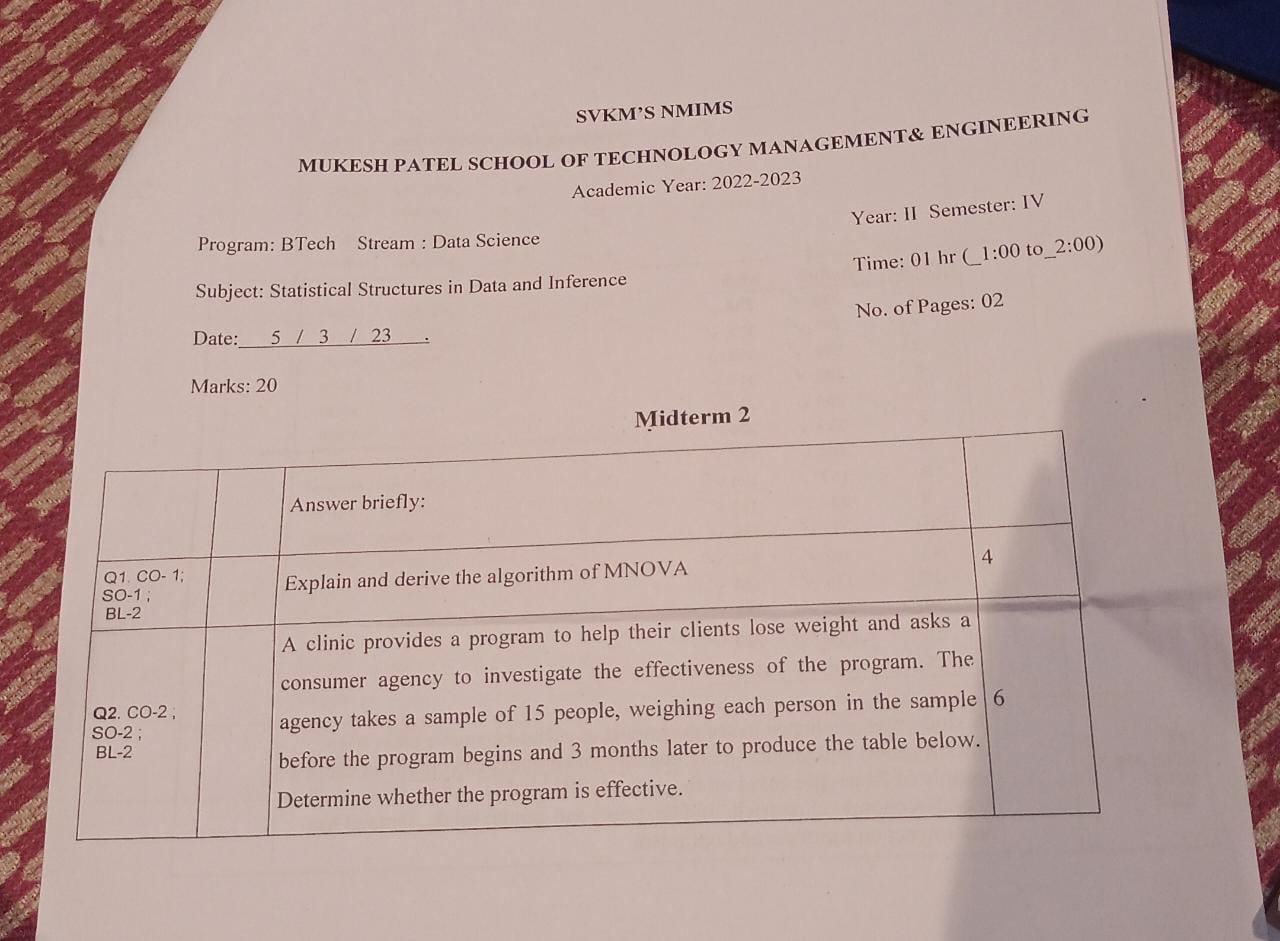 SVKM'S NMIMS
MUKESH PATEL SCHOOL OF TECHNOLOGY MANAGEMENT& ENGINEERING
Academic Year: 2022-2023
Program: BTech Stream : Data Science
Year: II Semester: IV
Subject: Statistical Structures in Data and Inference
Time: 01 hr (_1:00 to_2:00)
Date:__5 / 3 / 23__.
No. of Pages: 02
Marks: 20
Midterm 2
Answer briefly:
Q1. CO- 1;
SO-1 ;
BL-2
Explain and derive the algorithm of MNOVA
4
Q2. CO-2 ;
SO-2 ;
BL-2
A clinic provides a program to help their clients lose weight and asks a
consumer agency to investigate the effectiveness of the program. The
agency takes a sample of 15 people, weighing each person in the sample
before the program begins and 3 months later to produce the table below.
Determine whether the program is effective.
6